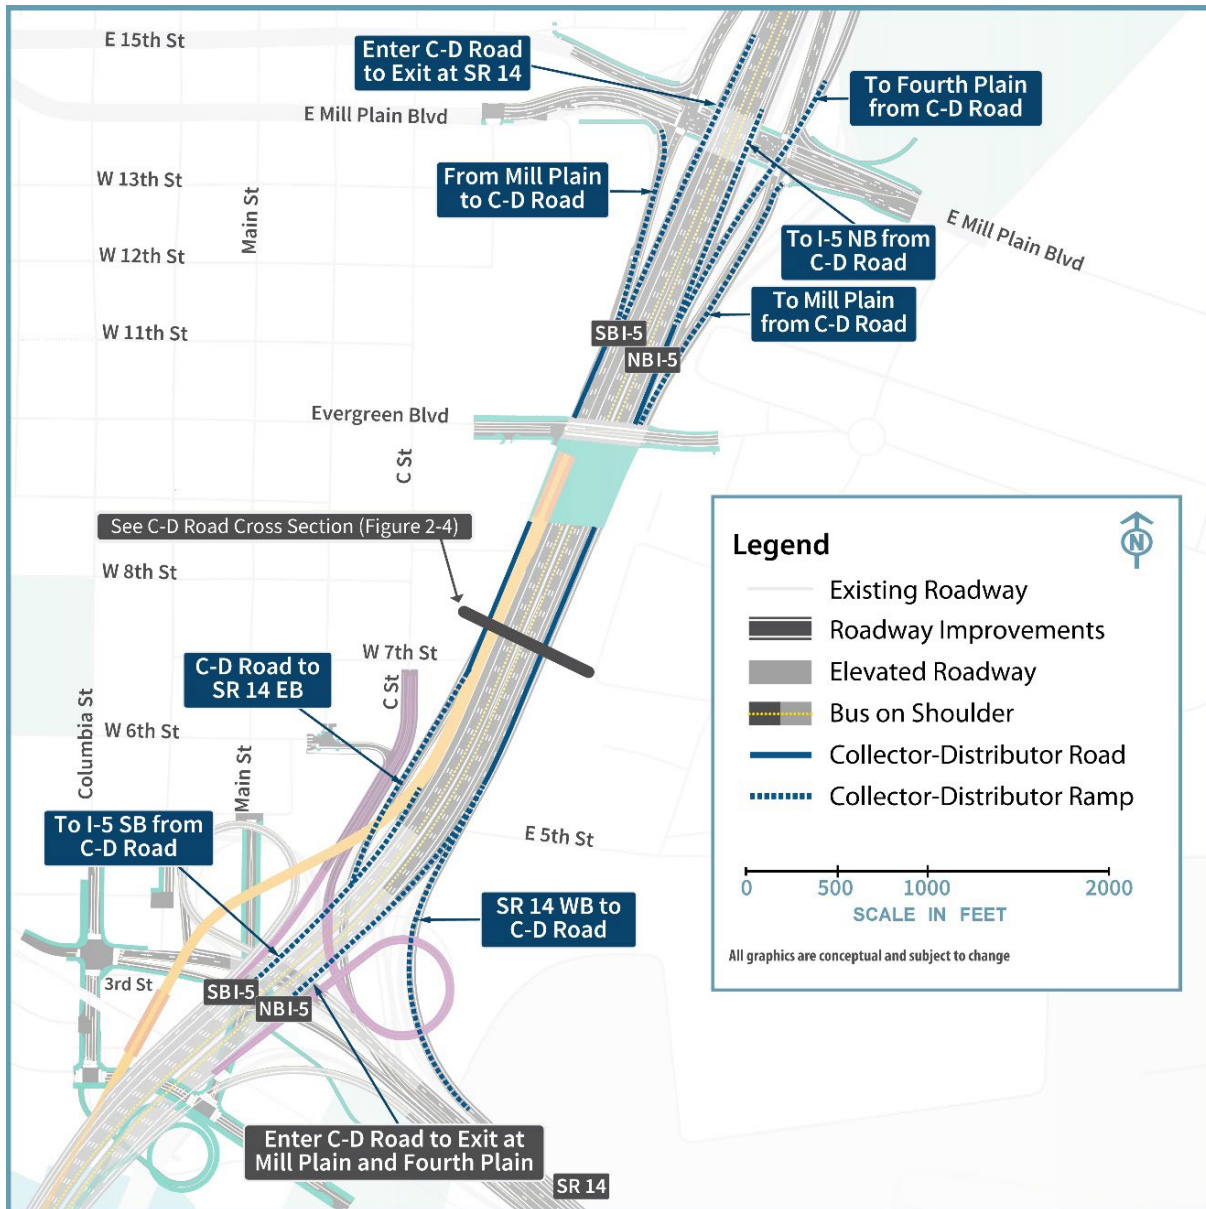 E 15th St
Enter C-D Road
to Exit at SR 14
To Fourth Plain
from C-D Road
E Mill Plain Blvd
W 13th St
Main St
From Mill Plain
to C-D Road
E Mill Plain Blvd
To I-5 NB from
C-D Road
W 12th St
To Mill Plain
from C-D Road
W 11th St
SB I-5
NB I-5
Evergreen Blvd
C St
See C-D Road Cross Section (Figure 2-4)
W 8th St
W 7th St
C-D Road to
SR 14 EB
C St
Columbia St
W 6th St
Main St
To I-5 SB from
C-D Road
E 5th St
SR 14 WB to
C-D Road
3rd St
SB I-5
NB I-5
Enter C-D Road to Exit at
Mill Plain and Fourth Plain
SR 14
Legend
N
Existing Roadway
Roadway Improvements
Elevated Roadway
Bus on Shoulder
Collector-Distributor Road
Collector-Distributor Ramp
0 500 1000 2000
SCALE IN FEET
All graphics are conceptual and subject to change